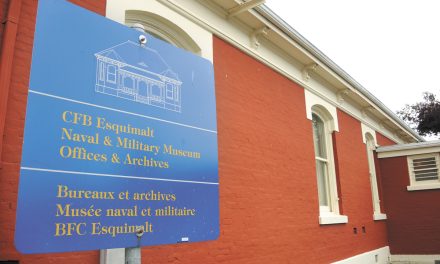 CFB Esquimalt
Naval & Military Museum
Offices & Archives
Bureaux et archives
Musée naval et militaire
BFC Esquimalt